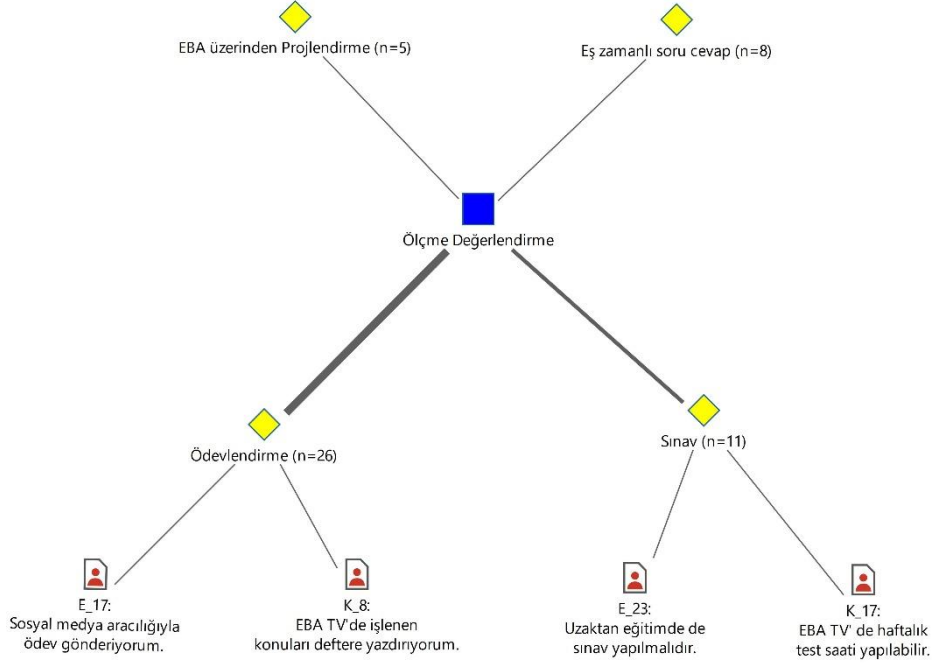 EBA üzerinden Projlendirme (n=5)
Eş zamanlı soru cevap (n=8)
Ölçme Değerlendirme
Ödevlendirme (n=26)
Sınav (n=11)
E_17:
Sosyal medya aracılığıyla
ödev gönderiyorum.
K_8:
EBA TV'de işlenen
konuları deftere yazdırıyorum.
E_23:
Uzaktan eğitimde de
sınav yapılmalıdır.
K_17:
EBA TV' de haftalık
test saati yapılabilir.